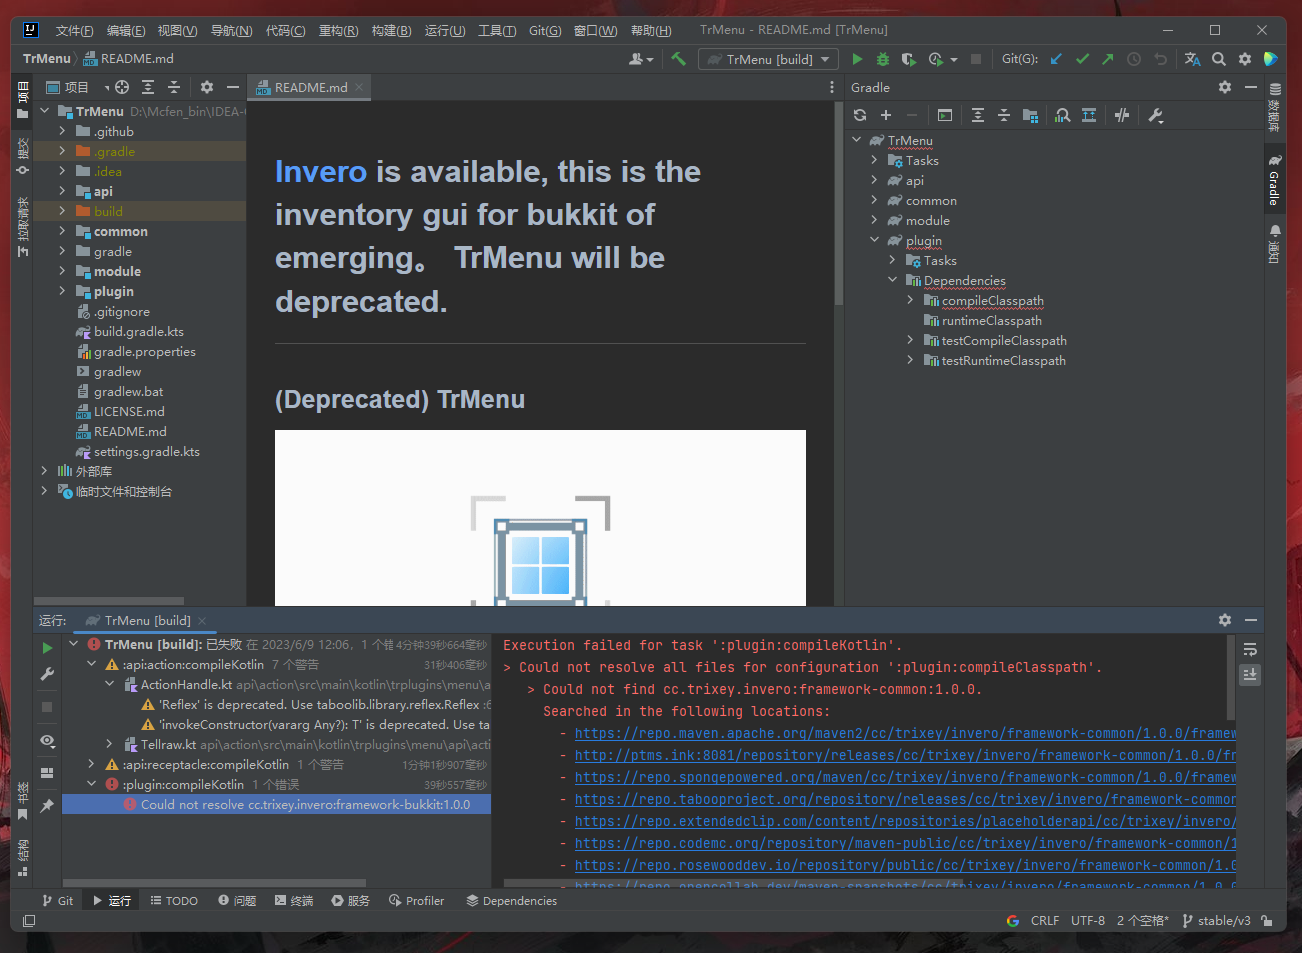 文件(F) 编辑(E) 视图(V) 导航(N) 代码(C) 重构(R) 构建(B) 运行(U) 工具(T) Git(G) 窗口(W) 帮助(H) TrMenu - README.md [TrMenu]
TrMenu README.md
TrMenu [build]
Git(G):
项目
README.md
Gradle
项目
提交
拉取请求
书签
结构
TrMenu D:\Mcfen_bin\IDEA-
.github
.gradle
.idea
api
build
common
gradle
module
plugin
.gitignore
build.gradle.kts
gradle.properties
gradlew
gradlew.bat
LICENSE.md
README.md
settings.gradle.kts
外部库
临时文件和控制台
Invero is available, this is the
inventory gui for bukkit of
emerging。 TrMenu will be
deprecated.
(Deprecated) TrMenu
TrMenu
Tasks
api
common
module
plugin
Tasks
Dependencies
compileClasspath
runtimeClasspath
testCompileClasspath
testRuntimeClasspath
数据库
Gradle
通知
运行: TrMenu [build]
TrMenu [build]: 已失败 在 2023/6/9 12:06, 1 个错 4分钟39秒664毫秒
:api:action:compileKotlin 7 个警告 31秒406毫秒
ActionHandle.kt api\action\src\main\kotlin\trplugins\menu\a
'Reflex' is deprecated. Use taboolib.library.reflex.Reflex :6
'invokeConstructor(vararg Any?): T' is deprecated. Use ta
Tellraw.kt api\action\src\main\kotlin\trplugins\menu\api\acti
:api:receptacle:compileKotlin 1 个警告 1分钟1秒907毫秒
:plugin:compileKotlin 1 个错误 39秒557毫秒
Could not resolve cc.trixey.invero:framework-bukkit:1.0.0
Execution failed for task ':plugin:compileKotlin'.
> Could not resolve all files for configuration ':plugin:compileClasspath'.
> Could not find cc.trixey.invero:framework-common:1.0.0.
Searched in the following locations:
- https://repo.maven.apache.org/maven2/cc/trixey/invero/framework-common/1.0.0/framew
- http://ptms.ink:8081/repository/releases/cc/trixey/invero/framework-common/1.0.0/fr
- https://repo.spongepowered.org/maven/cc/trixey/invero/framework-common/1.0.0/framew
- https://repo.tabooproject.org/repository/releases/cc/trixey/invero/framework-common
- https://repo.extendedclip.com/content/repositories/placeholderapi/cc/trixey/invero/
- https://repo.codemc.org/repository/maven-public/cc/trixey/invero/framework-common/1
- https://repo.rosewooddev.io/repository/public/cc/trixey/invero/framework-common/1.0
- https://repo.opencollab.dev/maven-snapshots/cc/trixey/invero/framework-common/1.0.0
Git 运行 TODO 问题 终端 服务 Profiler Dependencies
CRLF UTF-8 2 个空格* stable/v3